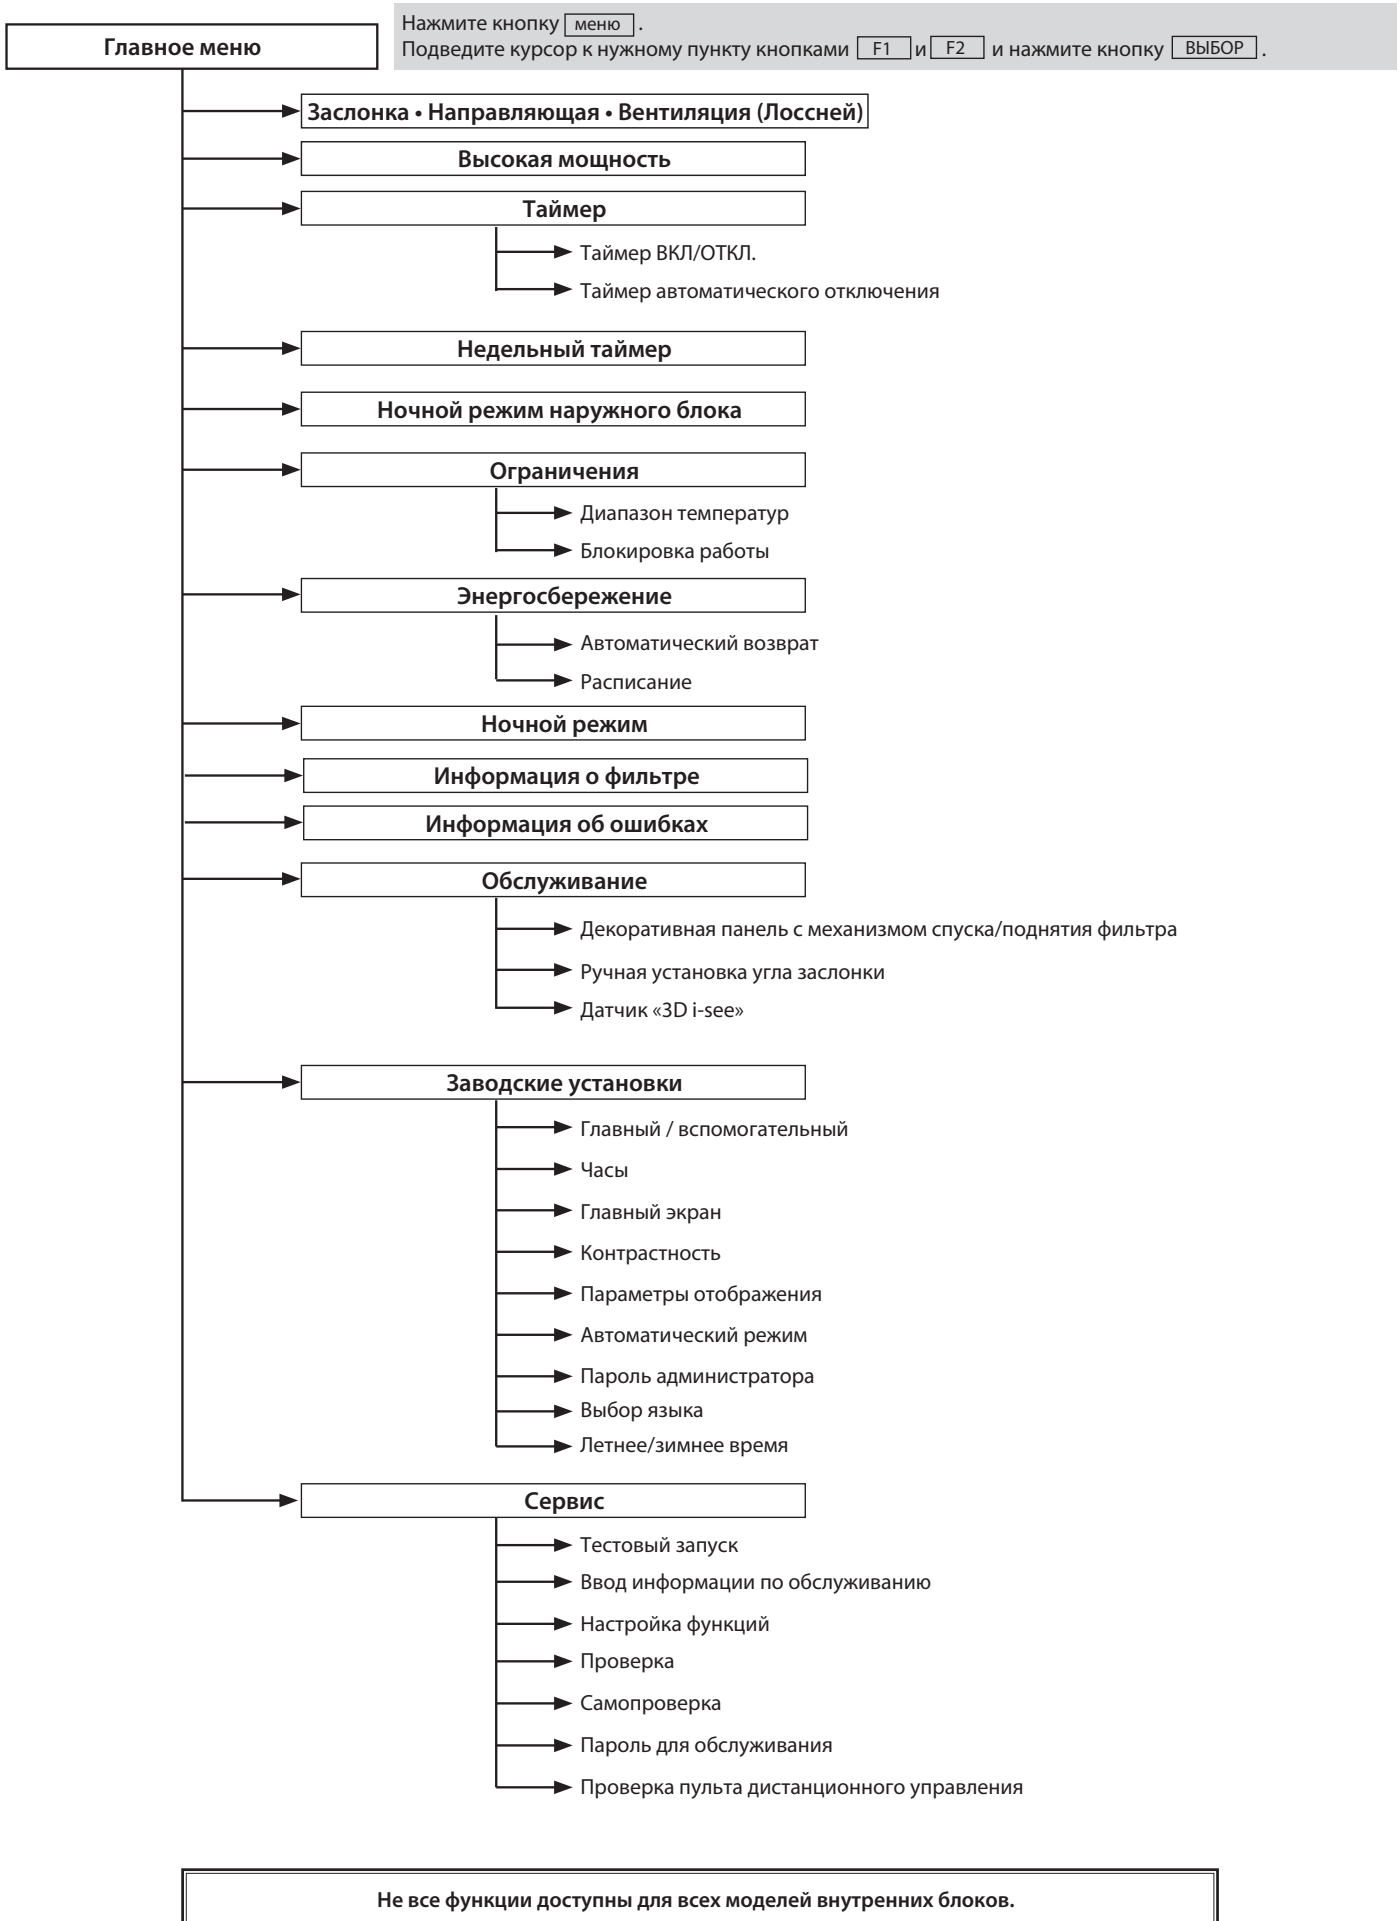 Главное меню
Нажмите кнопку меню .
Подведите курсор к нужному пункту кнопками F1 и F2 и нажмите кнопку ВЫБОР .
Заслонка • Направляющая • Вентиляция (Лоссней)
Высокая мощность
Таймер
Таймер ВКЛ/ОТКЛ.
Таймер автоматического отключения
Недельный таймер
Ночной режим наружного блока
Ограничения
Диапазон температур
Блокировка работы
Энергосбережение
Автоматический возврат
Расписание
Ночной режим
Информация о фильтре
Информация об ошибках
Обслуживание
Декоративная панель с механизмом спуска/поднятия фильтра
Ручная установка угла заслонки
Датчик «3D i-see»
Заводские установки
Главный / вспомогательный
Часы
Главный экран
Контрастность
Параметры отображения
Автоматический режим
Пароль администратора
Выбор языка
Летнее/зимнее время
Сервис
Тестовый запуск
Ввод информации по обслуживанию
Настройка функций
Проверка
Самопроверка
Пароль для обслуживания
Проверка пульта дистанционного управления
Не все функции доступны для всех моделей внутренних блоков.